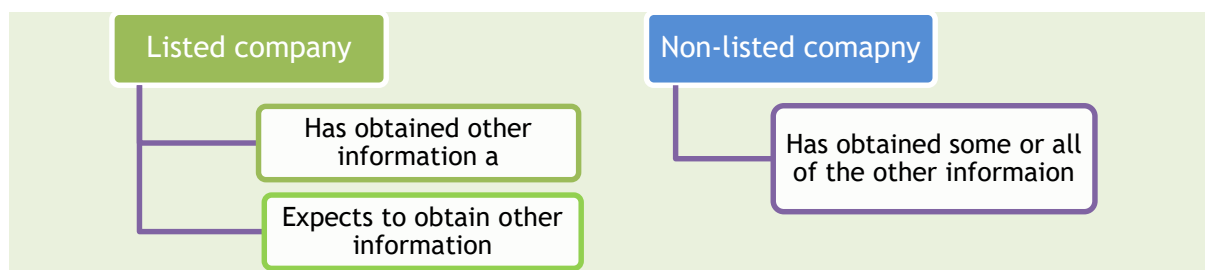 Listed company
Has obtained other
information a
Expects to obtain other
information
Non-listed comapny
Has obtained some or all
of the other informaion